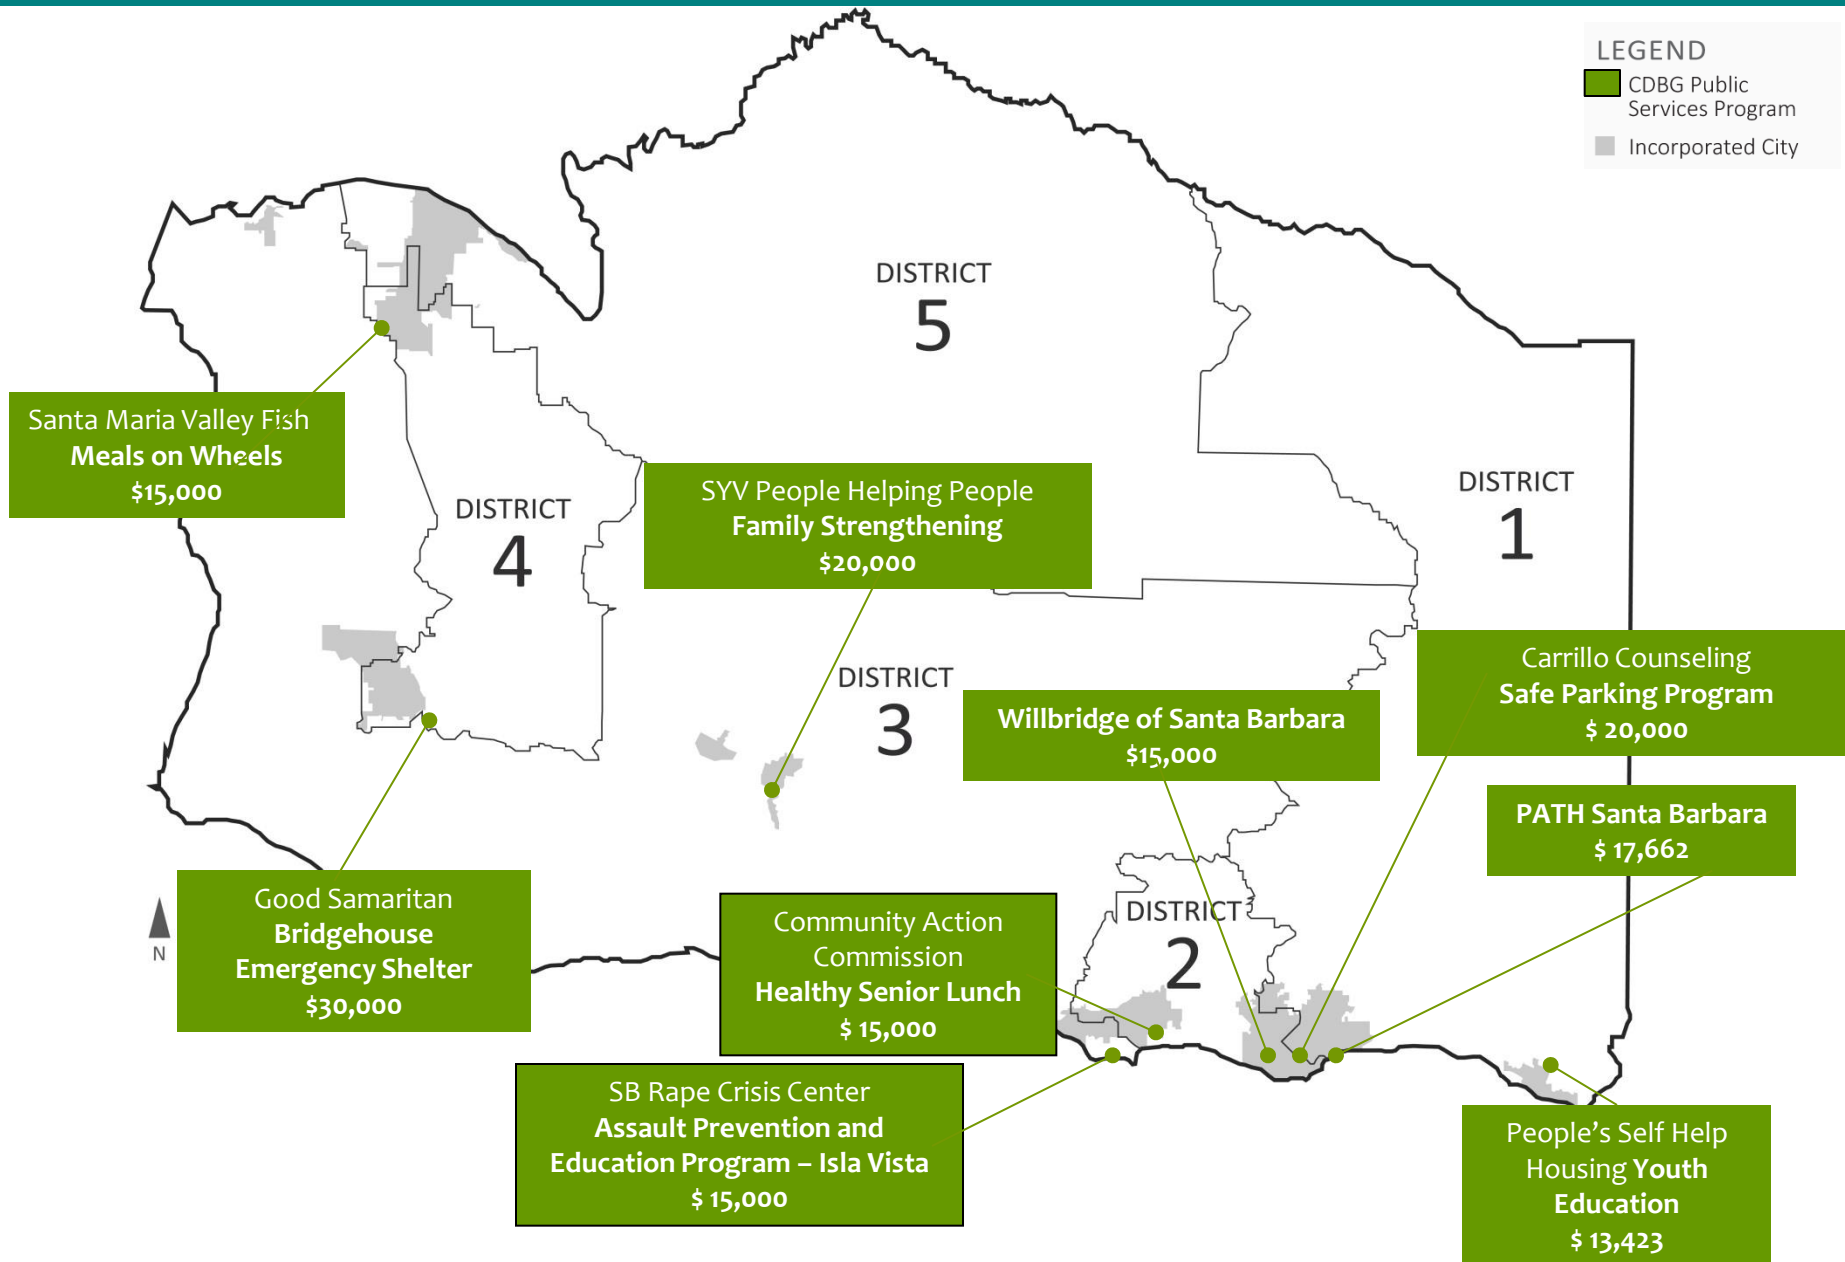 LEGEND
CDBG Public
Services Program
Incorporated City
DISTRICT
5
Santa Maria Valley Fish
Meals on Wheels
$15,000
DISTRICT
4
SYV People Helping People
Family Strengthening
$20,000
DISTRICT
1
DISTRICT
3
Willbridge of Santa Barbara
$15,000
Carrillo Counseling
Safe Parking Program
$ 20,000
PATH Santa Barbara
$ 17,662
N
Good Samaritan
Bridgehouse
Emergency Shelter
$30,000
Community Action
Commission
Healthy Senior Lunch
$ 15,000
DISTRICT
2
SB Rape Crisis Center
Assault Prevention and
Education Program – Isla Vista
$ 15,000
People's Self Help
Housing Youth
Education
$ 13,423